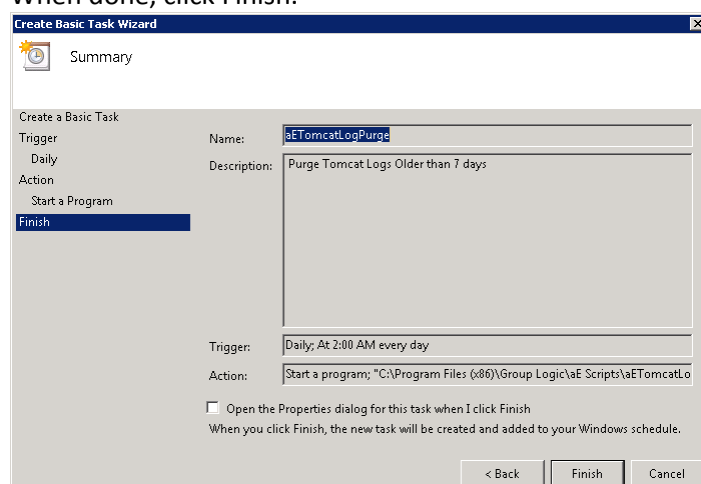 When done, click Finish.
Create Basic Task Wizard
Summary
Create a Basic Task
Trigger
Daily
Action
Start a Program
Finish
Name: aETomcatLogPurge
Description: Purge Tomcat Logs Older than 7 days
Trigger: Daily; At 2:00 AM every day
Action: Start a program; "C:\Program Files (x86)\Group Logic\aE Scripts\aETomcatLo
Open the Properties dialog for this task when I click Finish
When you click Finish, the new task will be created and added to your Windows schedule.
< Back Finish Cancel